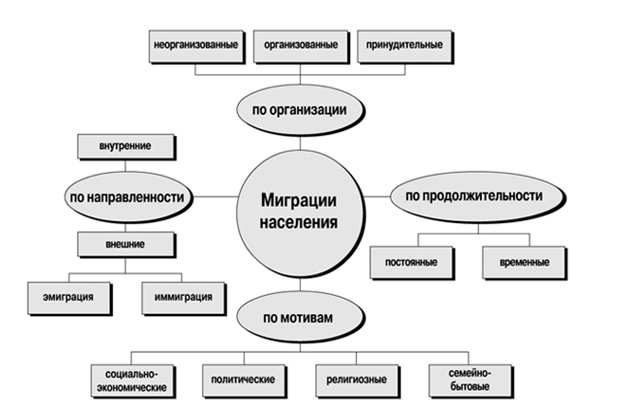 неорганизованные
организованные
принудительные
по организации
внутренние
по направленности
внешние
эмиграция
иммиграция
Миграции
населения
по продолжительности
постоянные
временные
по мотивам
социально-
экономические
политические
религиозные
семейно-
бытовые